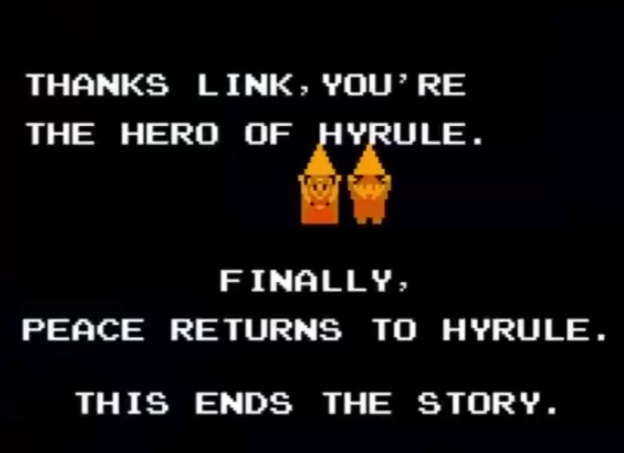 THANKS LINK,YOU'RE
THE HERO OF HYRULE.
FINALLY,
PEACE RETURNS TO HYRULE.
THIS ENDS THE STORY.